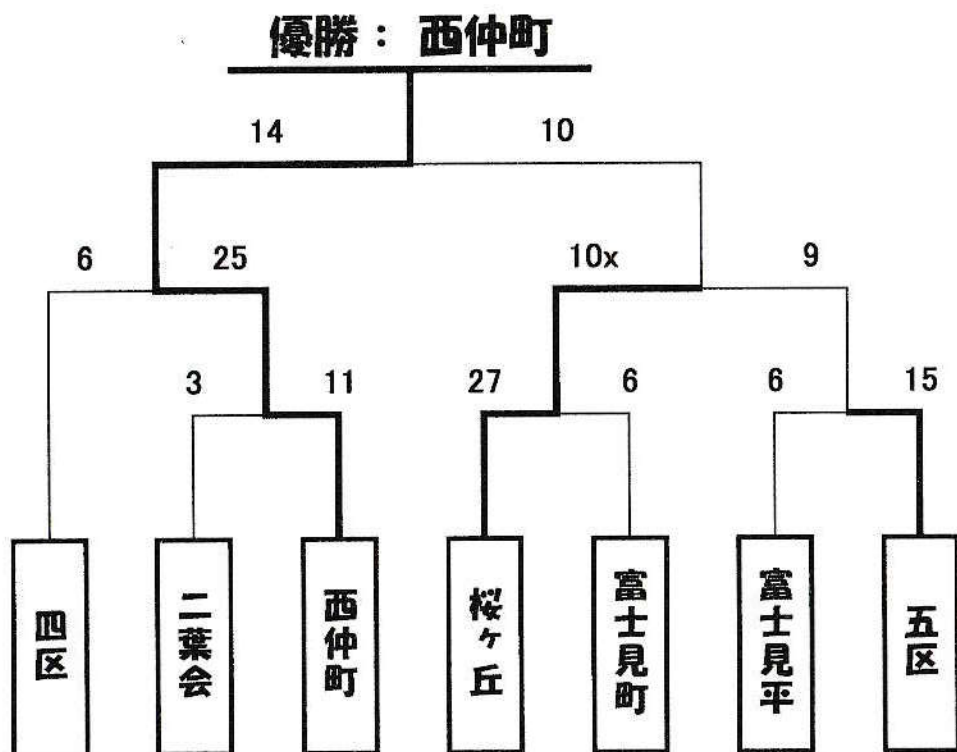 優勝： 西仲町
14 10
6 25 10x 9
3 11 27 6 6 15
四区
二葉会
西仲町
桜ヶ丘
富士見町
富士見平
五区